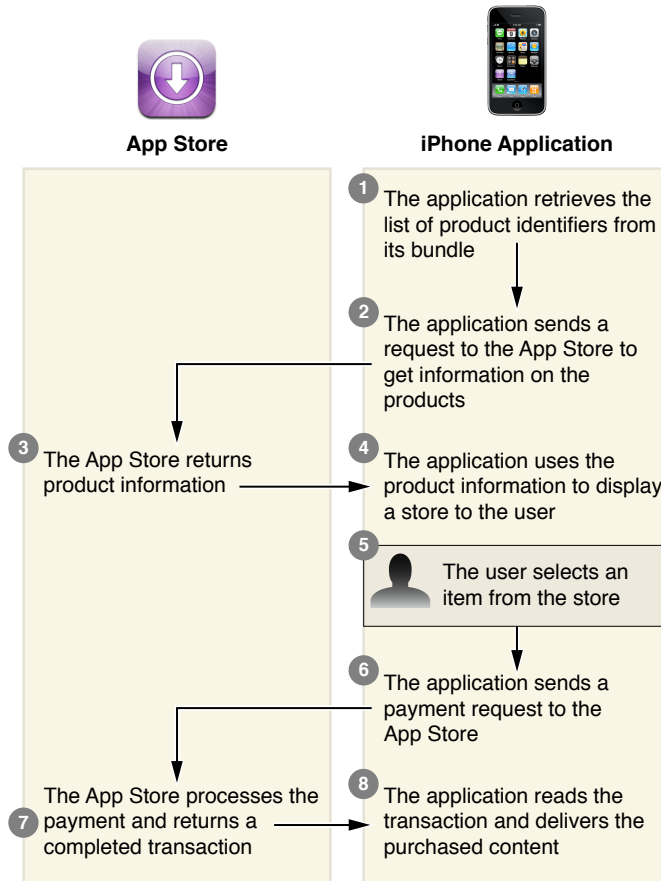 App Store
iPhone Application
1
The application retrieves the
list of product identifiers from
its bundle
2
The application sends a
request to the App Store to
get information on the
products
3
The App Store returns
product information
4
The application uses the
product information to display
a store to the user
5
The user selects an
item from the store
6
The application sends a
payment request to the
App Store
7
The App Store processes the
payment and returns a
completed transaction
8
The application reads the
transaction and delivers the
purchased content